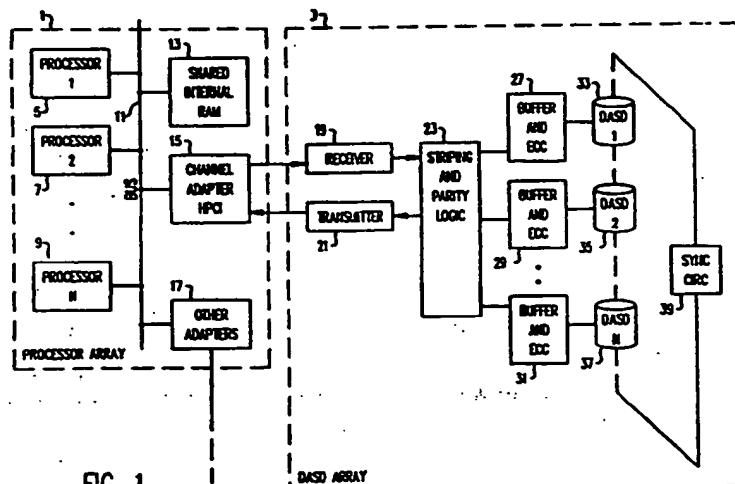 1
3
PROCESSOR
1
5
13
SHARED
INTERNAL
RAM
11
PROCESSOR
2
7
15
CHANNEL
ADAPTER
HPCI
BUS
19
RECEIVER
TRANSMITTER
21
23
STRIPING
AND
PARITY
LOGIC
27
BUFFER
AND
ECC
33
DASD
1
BUFFER
AND
ECC
29
DASD
2
35
SYNC
CIRC
39
PROCESSOR
N
9
17
OTHER
ADAPTERS
BUFFER
AND
ECC
31
DASD
N
37
PROCESSOR ARRAY
FIG. 1
DASD ARRAY